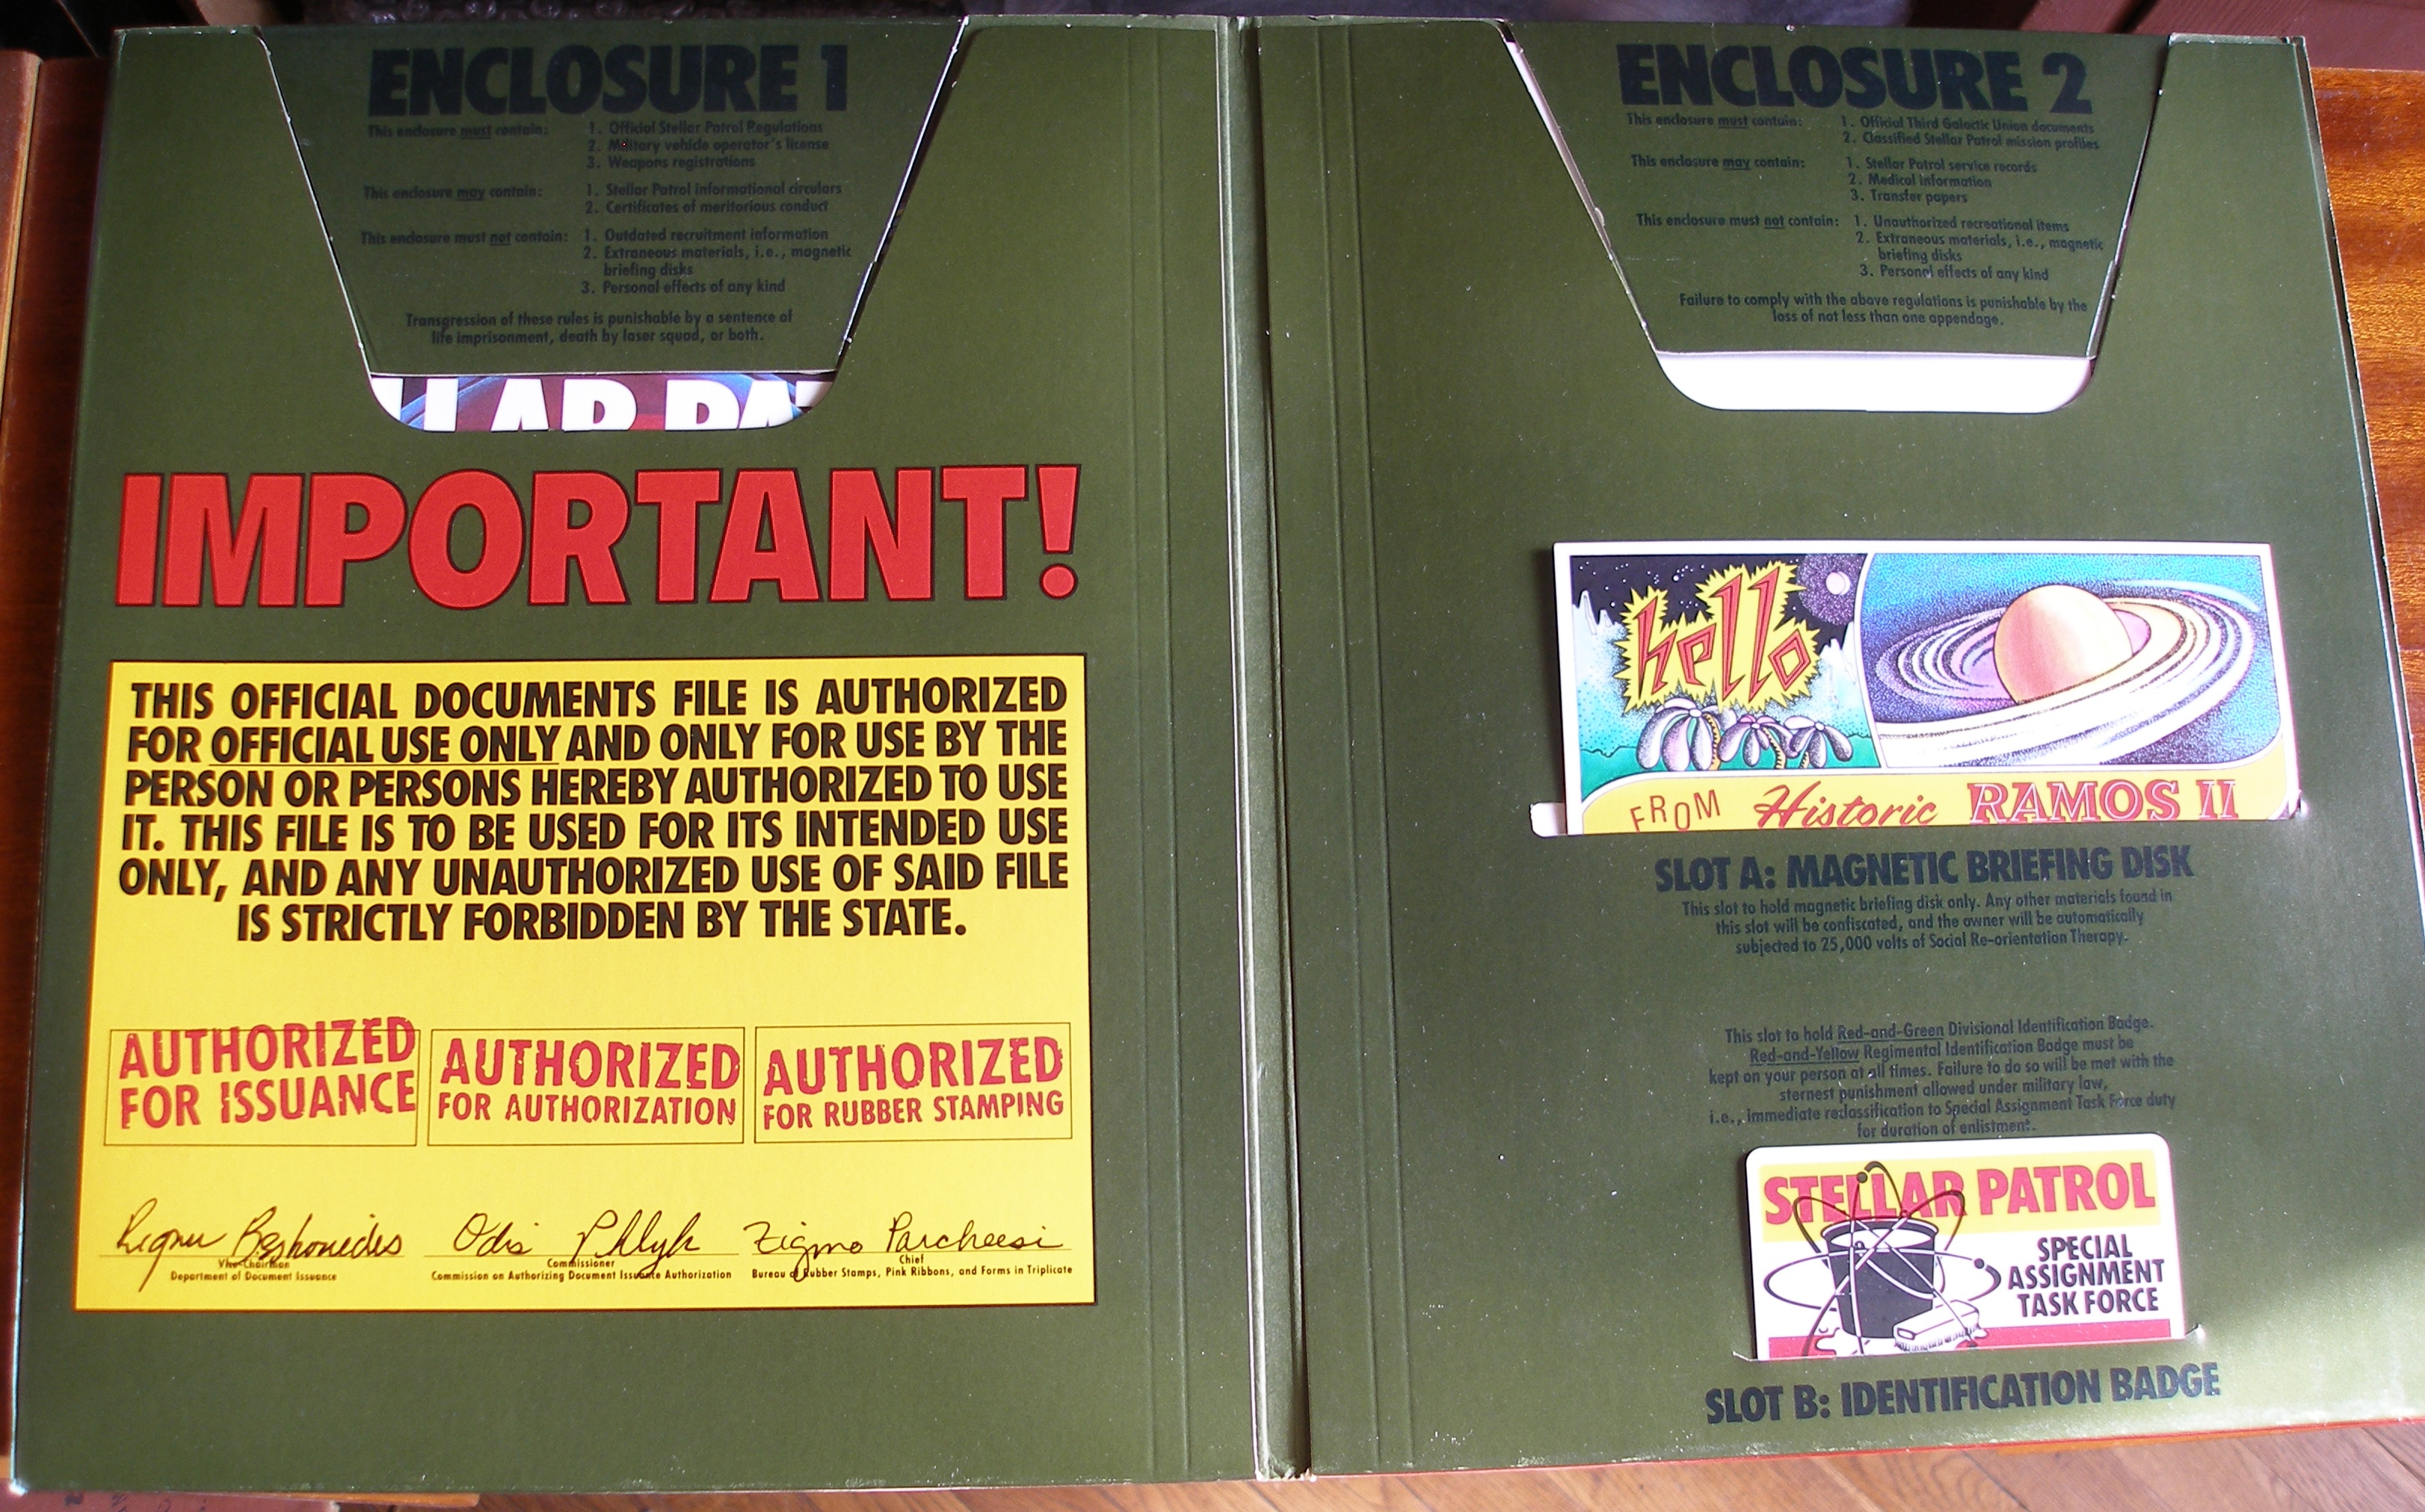 ENCLOSURE 1
This enclosure must contain: 1. Official Stellar Patrol Regulations
2. Military vehicle operator's license
3. Weapons registrations
This enclosure may contain: 1. Stellar Patrol informational circulars
2. Certificates of meritorious conduct
This enclosure must not contain: 1. Outdated recruitment information
2. Extraneous materials, i.e., magnetic
briefing disks
3. Personal effects of any kind
Transgression of these rules is punishable by a sentence of
life imprisonment, death by laser squad, or both.
LLAR PA
IMPORTANT!
THIS OFFICIAL DOCUMENTS FILE IS AUTHORIZED
FOR OFFICIAL USE ONLY AND ONLY FOR USE BY THE
PERSON OR PERSONS HEREBY AUTHORIZED TO USE
IT. THIS FILE IS TO BE USED FOR ITS INTENDED USE
ONLY, AND ANY UNAUTHORIZED USE OF SAID FILE
IS STRICTLY FORBIDDEN BY THE STATE.
AUTHORIZED
FOR ISSUANCE
AUTHORIZED
FOR AUTHORIZATION
AUTHORIZED
FOR RUBBER STAMPING
Vice-Chairman
Department of Document Issuance
Odis
Commissioner
Commission on Authorizing Document Issuance Authorization
Zigmo Parcheesi
Chief
Bureau of Rubber Stamps, Pink Ribbons, and Forms in Triplicate
ENCLOSURE 2
This enclosure must contain: 1. Official Third Galactic Union documents
2. Classified Stellar Patrol mission profiles
This enclosure may contain: 1. Stellar Patrol service records
2. Medical information
3. Transfer papers
This enclosure must not contain: 1. Unauthorized recreational items
2. Extraneous materials, i.e., magnetic
briefing disks
3. Personal effects of any kind
Failure to comply with the above regulations is punishable by the
loss of not less than one appendage.
hello
FROM Historic RAMOS II
SLOT A: MAGNETIC BRIEFING DISK
This slot to hold magnetic briefing disk only. Any other materials found in
this slot will be confiscated, and the owner will be automatically
subjected to 25,000 volts of Social Re-orientation Therapy.
This slot to hold Red-and-Green Divisional Identification Badge.
Red-and-Yellow Regimental Identification Badge must be
kept on your person at all times. Failure to do so will be met with the
sternest punishment allowed under military law,
i.e., immediate reclassification to Special Assignment Task Force duty
for duration of enlistment.
STELLAR PATROL
SPECIAL
ASSIGNMENT
TASK FORCE
SLOT B: IDENTIFICATION BADGE